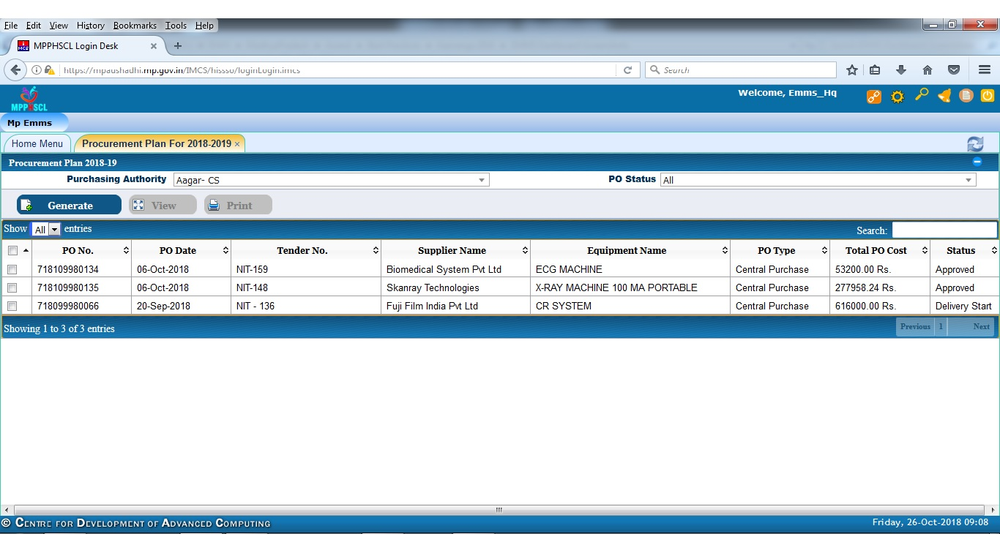 File Edit View History Bookmarks Tools Help
MPPHSCL Login Desk × +
https://mpaushadhi.mp.gov.in/IMCS/hissso/loginLogin.imcs Search
MPPHSCL Welcome, Emms_Hq
Mp Emms
Home Menu Procurement Plan For 2018-2019 ×
Procurement Plan 2018-19
Purchasing Authority Aagar- CS PO Status All
Generate View Print
Show All entries Search:
PO No. PO Date Tender No. Supplier Name Equipment Name PO Type Total PO Cost Status
718109980134 06-Oct-2018 NIT-159 Biomedical System Pvt Ltd ECG MACHINE Central Purchase 53200.00 Rs. Approved
718109980135 06-Oct-2018 NIT-148 Skanray Technologies X-RAY MACHINE 100 MA PORTABLE Central Purchase 277958.24 Rs. Approved
718099980066 20-Sep-2018 NIT - 136 Fuji Film India Pvt Ltd CR SYSTEM Central Purchase 616000.00 Rs. Delivery Start
Showing 1 to 3 of 3 entries Previous 1 Next
© CENTRE FOR DEVELOPMENT OF ADVANCED COMPUTING Friday, 26-Oct-2018 09:08